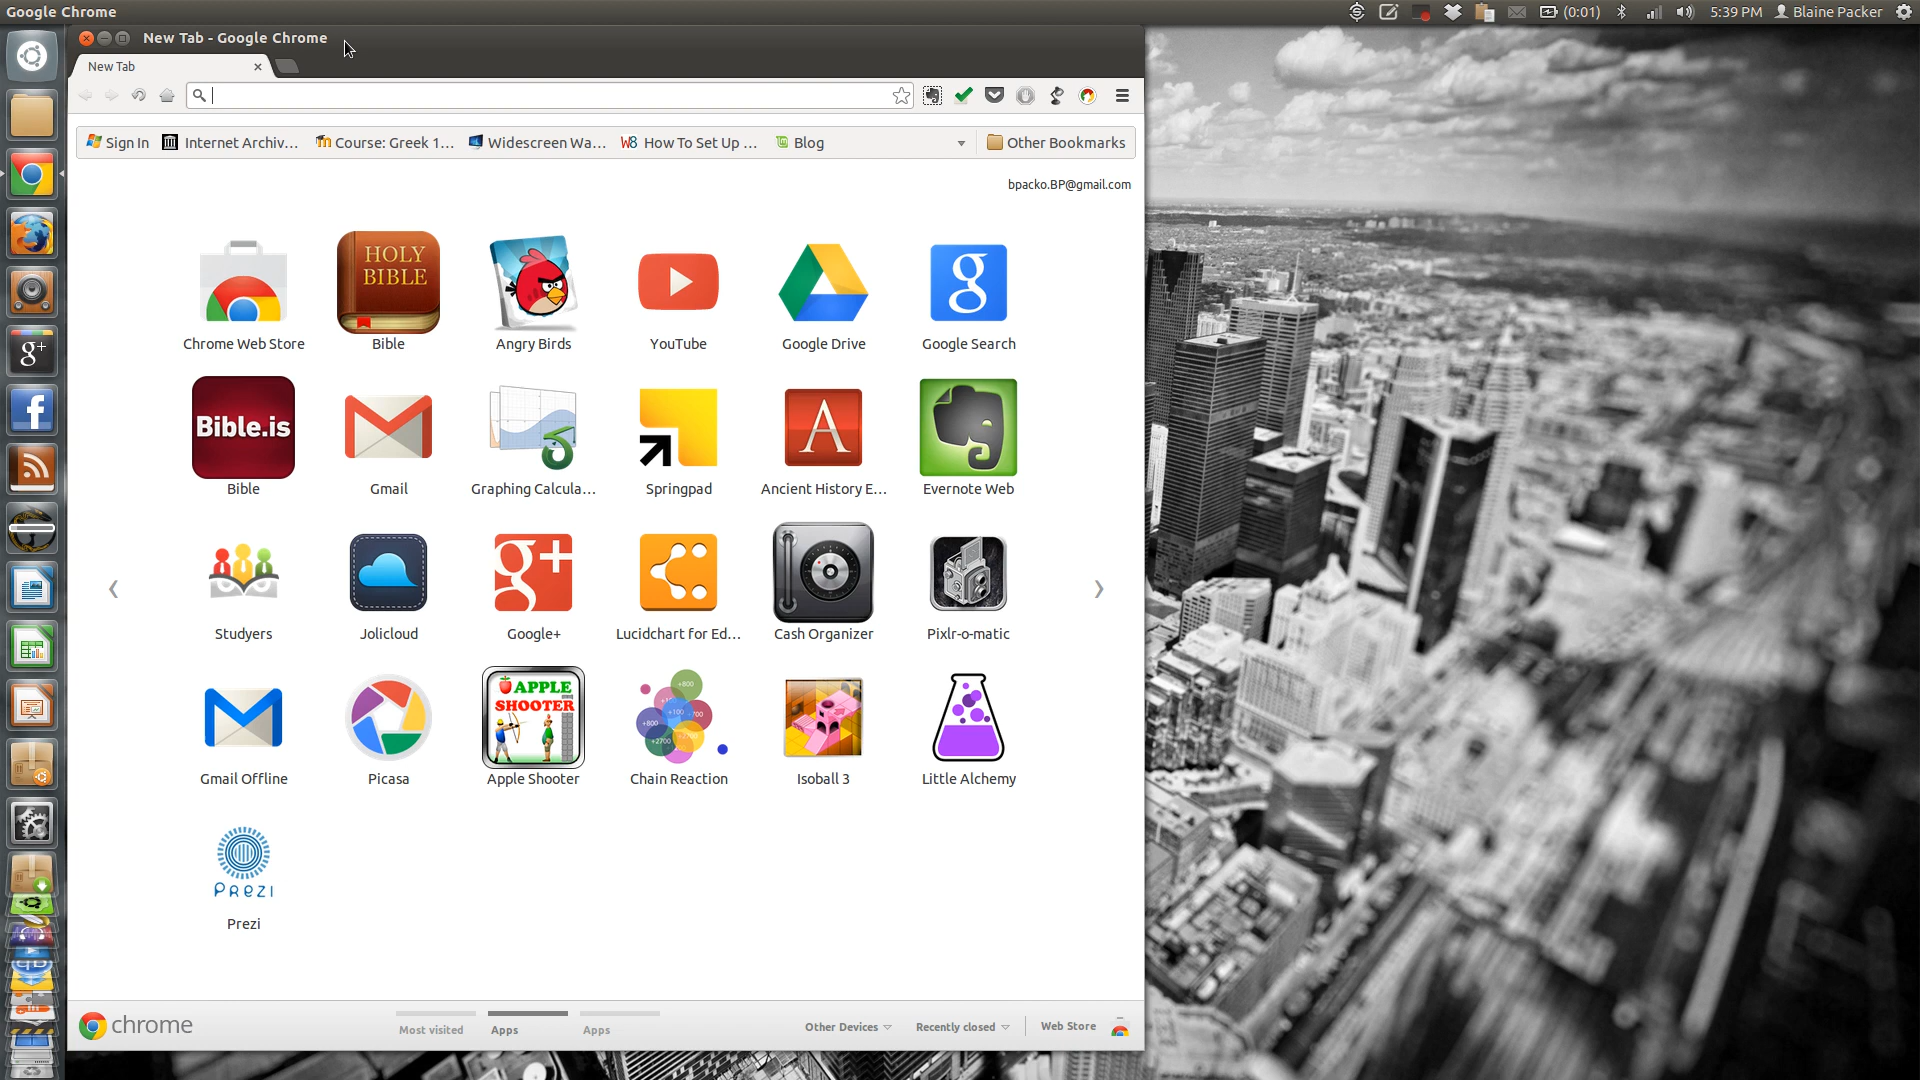 Google Chrome
(0:01)
5:39 PM
Blaine Packer
New Tab - Google Chrome
New Tab
Sign In
Internet Archiv...
Course: Greek 1...
Widescreen Wa...
W8 How To Set Up ...
Blog
Other Bookmarks
bpacko.BP@gmail.com
HOLY
BIBLE
g
Chrome Web Store
Bible
Angry Birds
YouTube
Google Drive
Google Search
Bible.is
A
Bible
Gmail
Graphing Calcula...
Springpad
Ancient History E...
Evernote Web
g+
g+
f
Studyers
Jolicloud
Google+
Lucidchart for Ed...
Cash Organizer
Pixlr-o-matic
APPLE
SHOOTER
+800
+100
+800
+2700
Gmail Offline
Picasa
Apple Shooter
Chain Reaction
Isoball 3
Little Alchemy
PREZI
Prezi
chrome
Most visited
Apps
Apps
Other Devices
Recently closed
Web Store